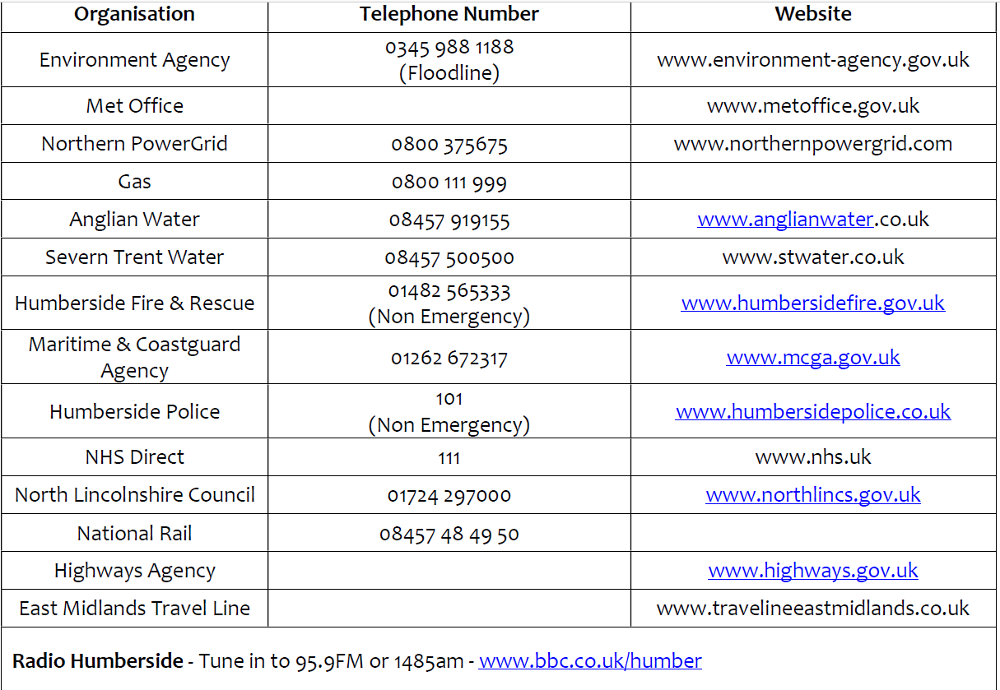 Organisation Telephone Number Website
Environment Agency 0345 988 1188 (Floodline) www.environment-agency.gov.uk
Met Office www.metoffice.gov.uk
Northern PowerGrid 0800 375675 www.northernpowergrid.com
Gas 0800 111 999
Anglian Water 08457 919155 www.anglianwater.co.uk
Severn Trent Water 08457 500500 www.stwater.co.uk
Humberside Fire & Rescue 01482 565333 (Non Emergency) www.humbersidefire.gov.uk
Maritime & Coastguard Agency 01262 672317 www.mcga.gov.uk
Humberside Police 101 (Non Emergency) www.humbersidepolice.co.uk
NHS Direct 111 www.nhs.uk
North Lincolnshire Council 01724 297000 www.northlincs.gov.uk
National Rail 08457 48 49 50
Highways Agency www.highways.gov.uk
East Midlands Travel Line www.travelineeastmidlands.co.uk
Radio Humberside - Tune in to 95.9FM or 1485am - www.bbc.co.uk/humber